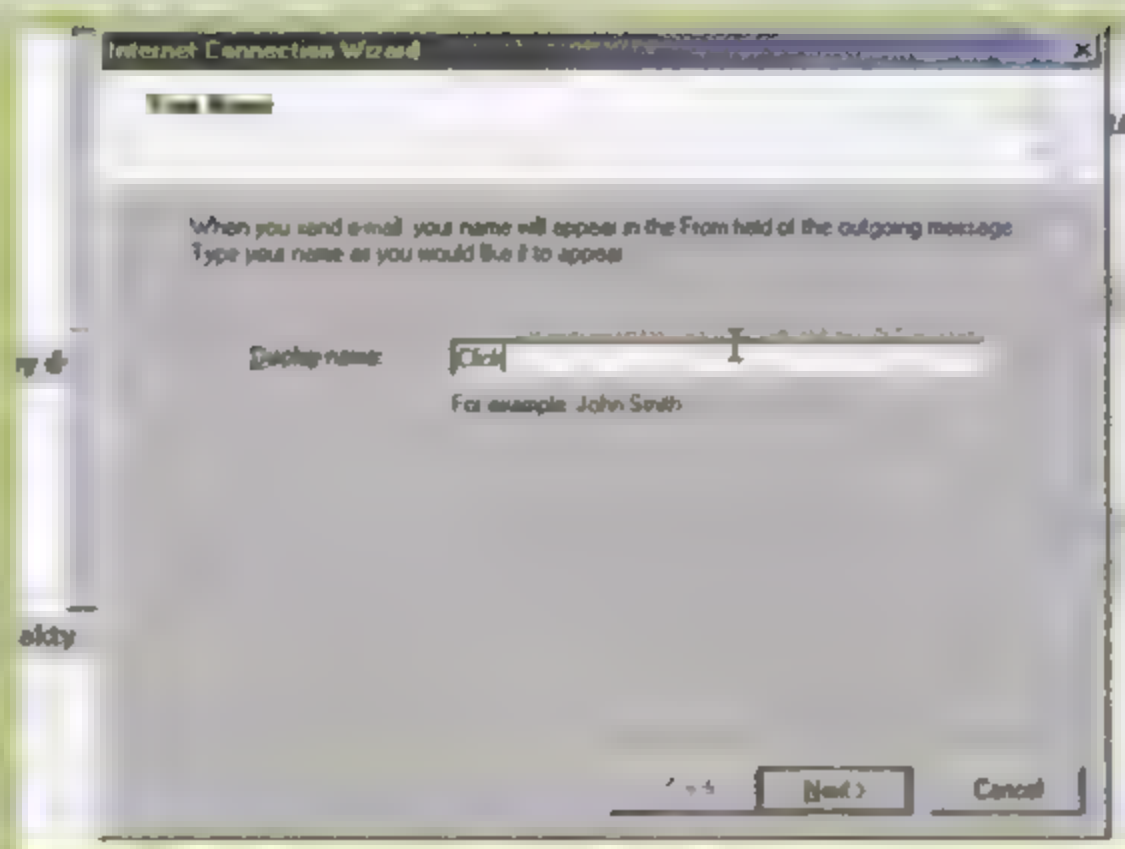 Internet Connection Wizard
Your Name
When you send e-mail, your name will appear in the From field of the outgoing message.
Type your name as you would like it to appear.
Display name:
Click
For example: John Smith
Next >
Cancel